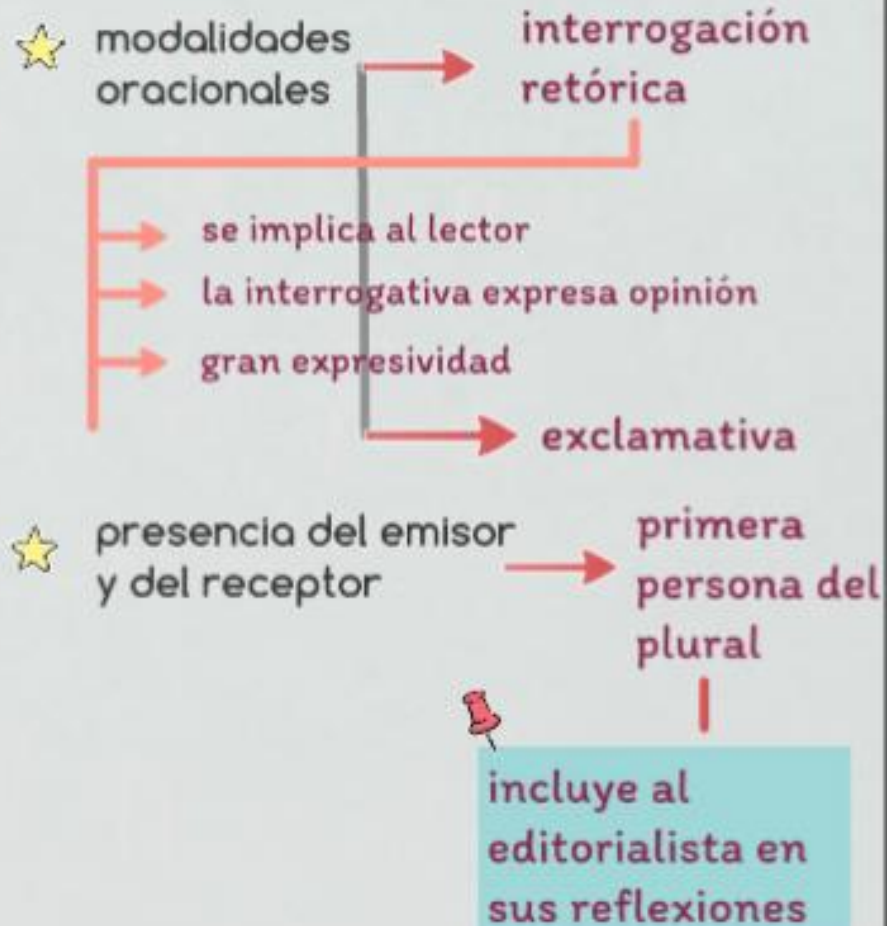 modalidades
oracionales
interrogación
retórica
se implica al lector
la interrogativa expresa opinión
gran expresividad
exclamativa
presencia del emisor
y del receptor
primera
persona del
plural
incluye al
editorialista en
sus reflexiones